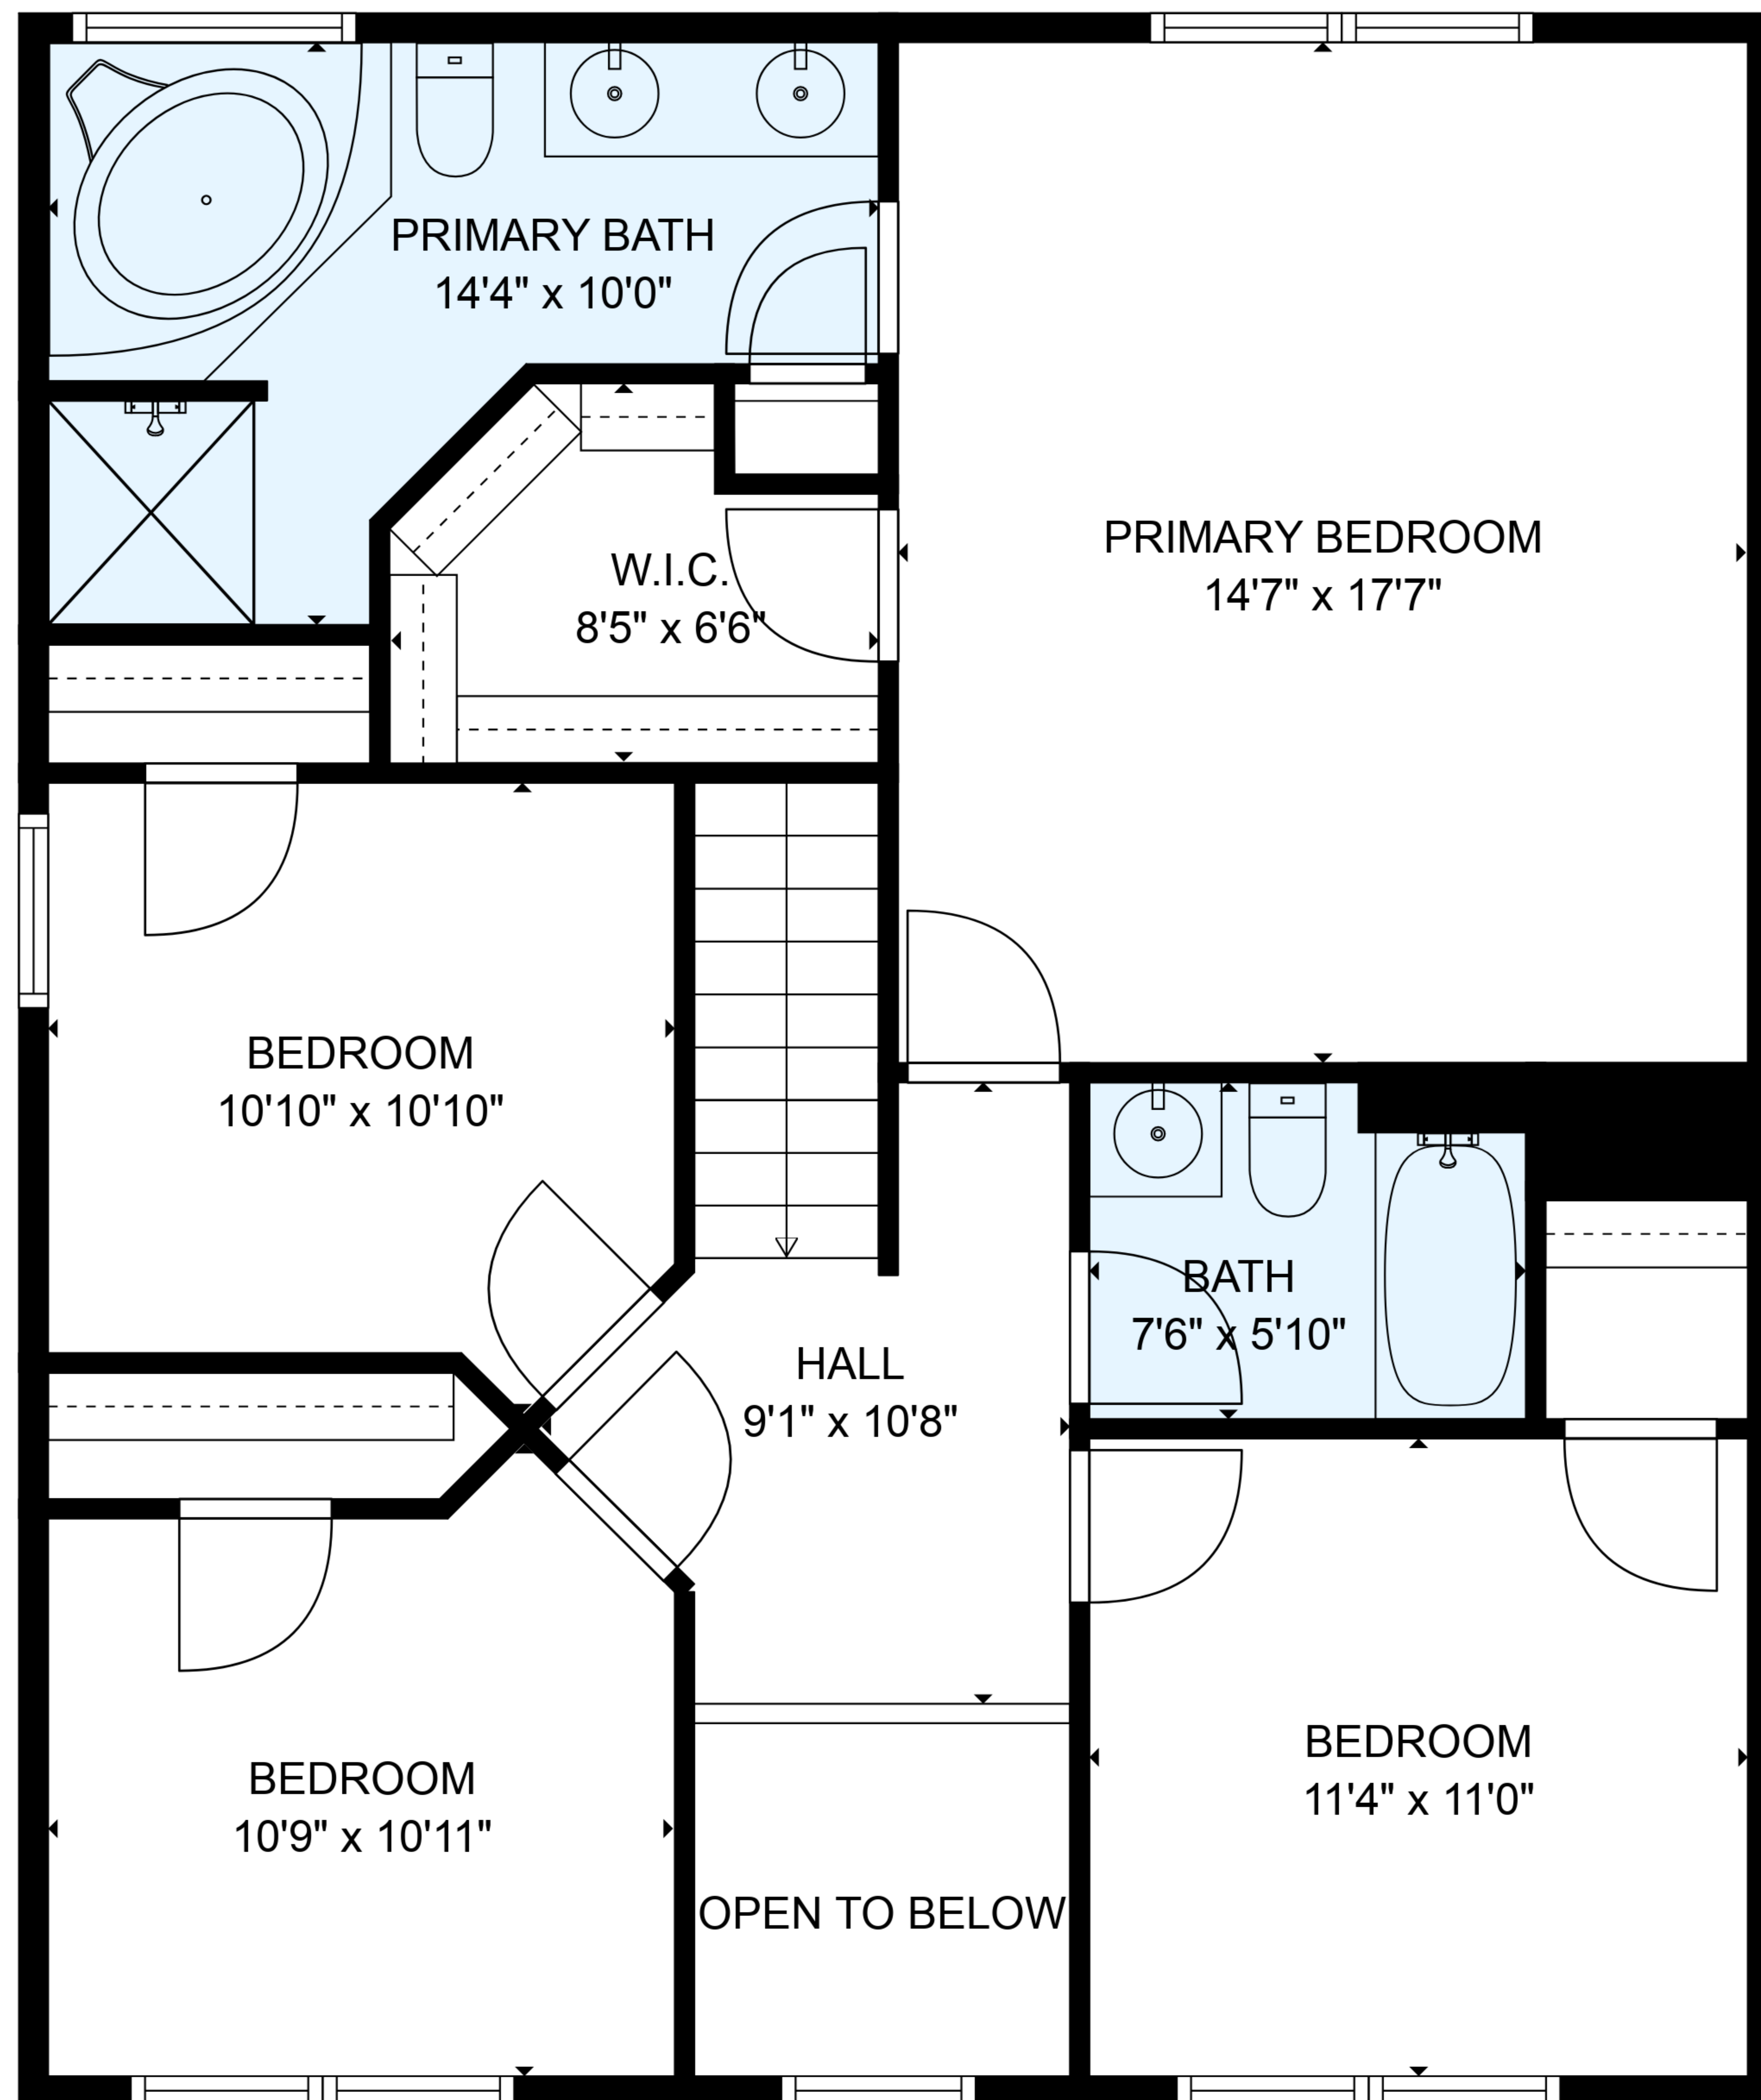 PRIMARY BATH
14'4" x 10'0"
PRIMARY BEDROOM
14'7" x 17'7"
W.I.C.
8'5" x 6'6"
BEDROOM
10'10" x 10'10"
BATH
7'6" x 5'10"
HALL
9'1" x 10'8"
BEDROOM
11'4" x 11'0"
BEDROOM
10'9" x 10'11"
OPEN TO BELOW